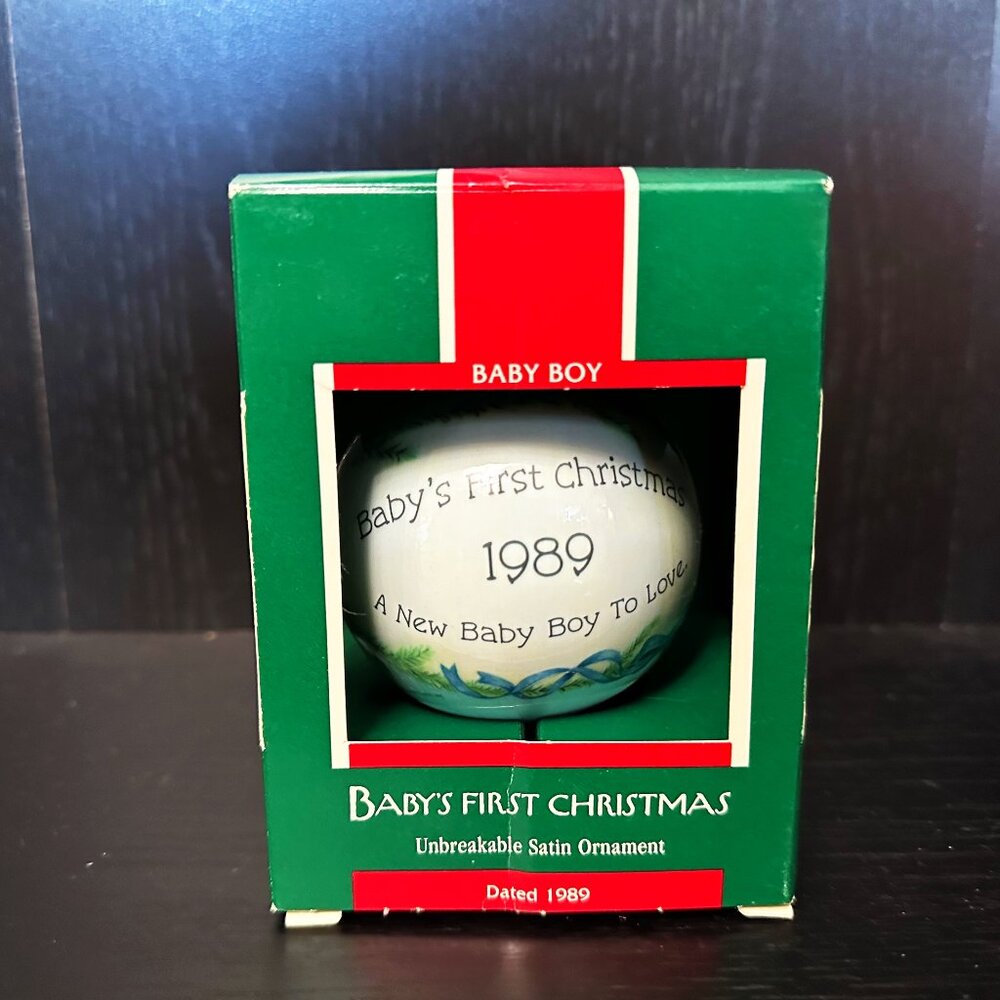 BABY BOY
Baby's First Christmas
1989
A New Baby Boy To Love.
BABY'S FIRST CHRISTMAS
Unbreakable Satin Ornament
Dated 1989